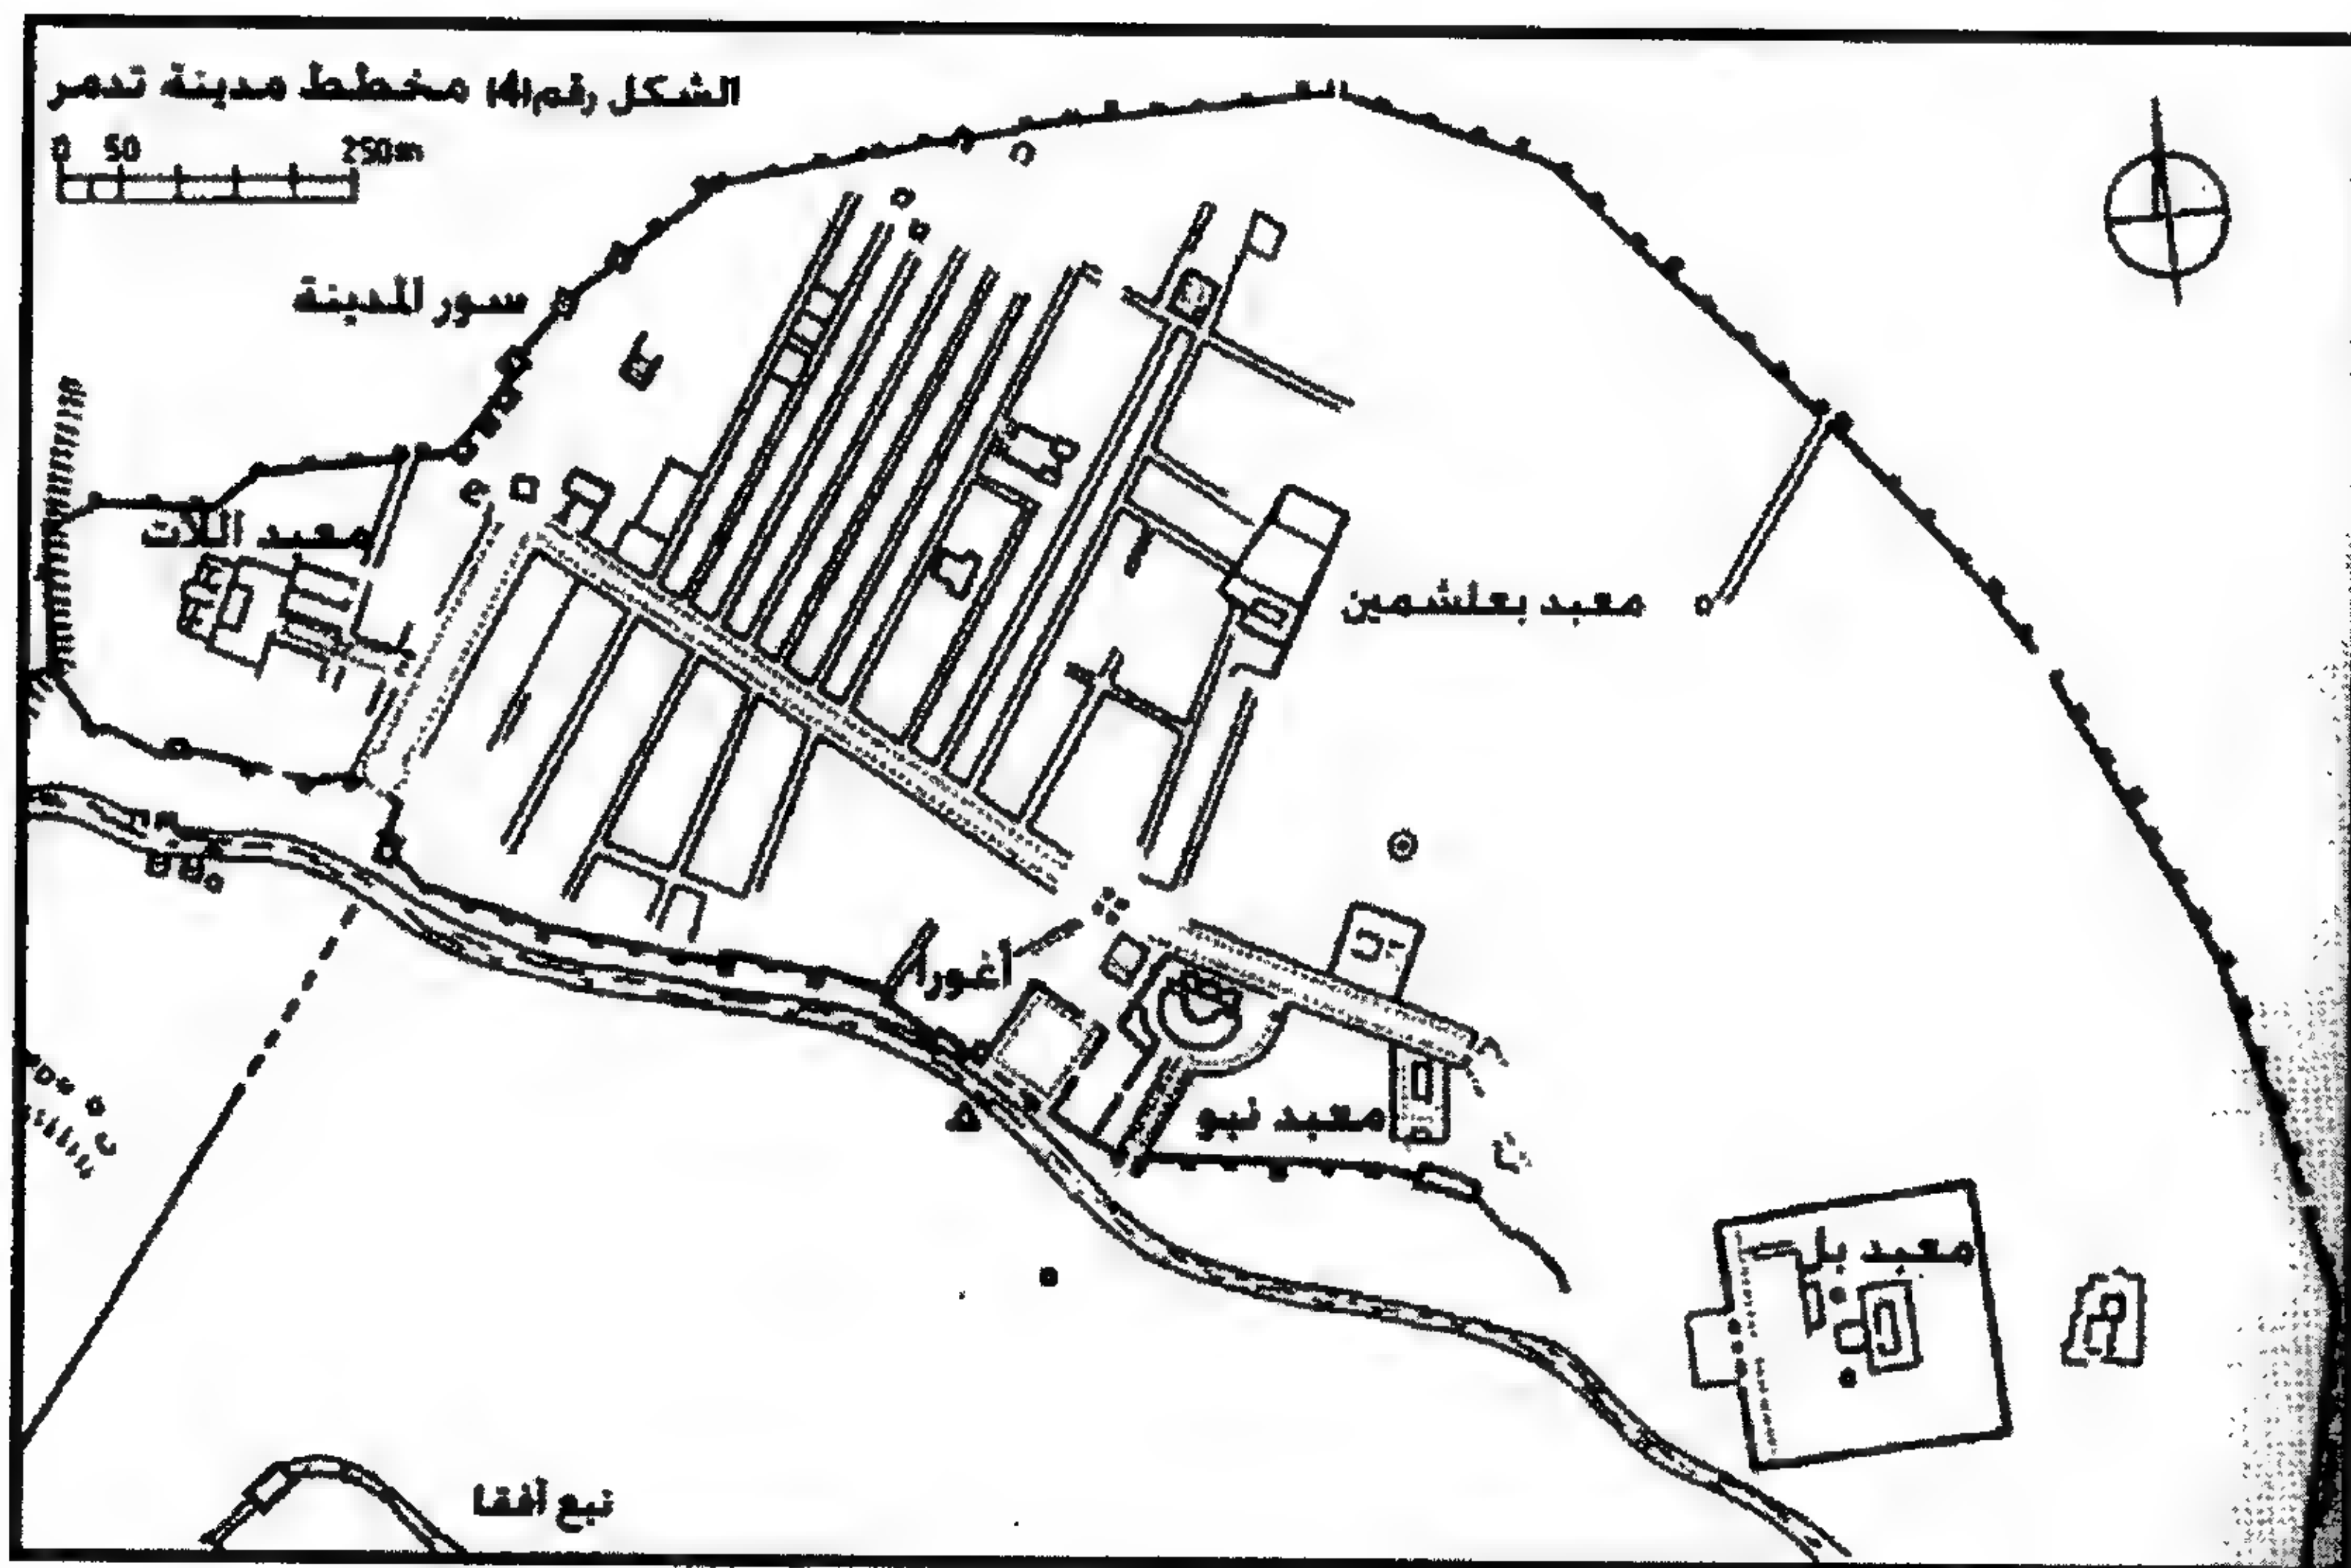 الشكل رقم(4) مخطط مدينة تدمر
0 50 250m
سور المدينة
معبد اللات
معبد بعلشمين
أغورا
معبد نبو
معبد بل
نبع أفقا